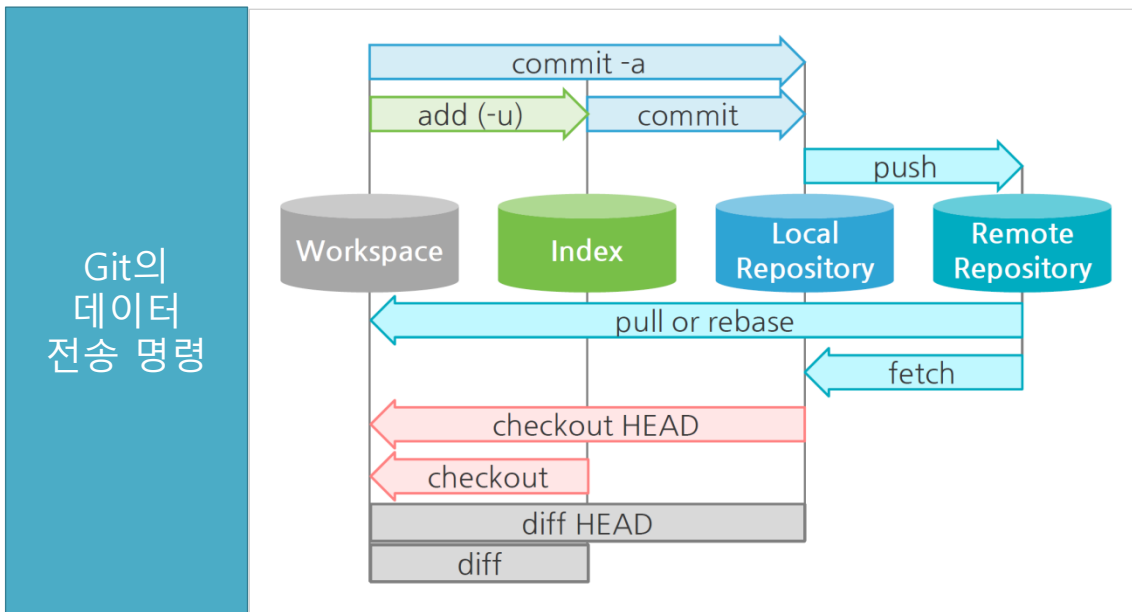 Git의
데이터
전송 명령
commit -a
add (-u)
commit
push
Workspace
Index
Local
Repository
Remote
Repository
pull or rebase
fetch
checkout HEAD
checkout
diff HEAD
diff